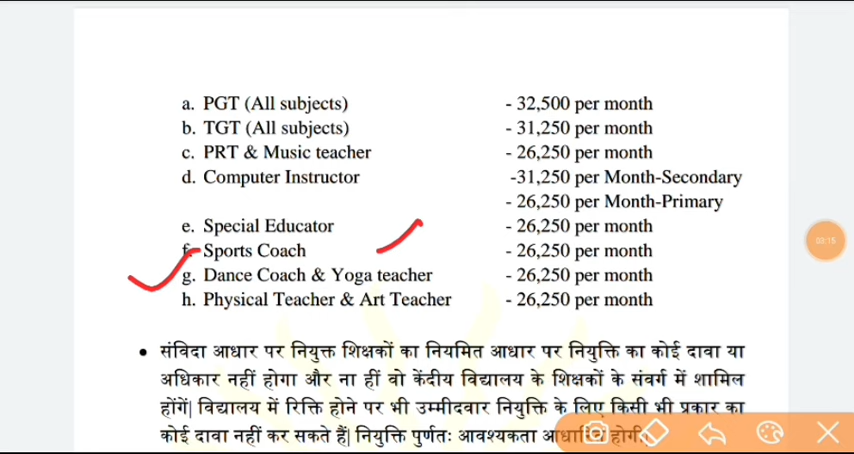 a. PGT (All subjects) - 32,500 per month
b. TGT (All subjects) - 31,250 per month
c. PRT & Music teacher - 26,250 per month
d. Computer Instructor -31,250 per Month-Secondary
- 26,250 per Month-Primary
e. Special Educator - 26,250 per month
f. Sports Coach - 26,250 per month
g. Dance Coach & Yoga teacher - 26,250 per month
h. Physical Teacher & Art Teacher - 26,250 per month
• संविदा आधार पर नियुक्त शिक्षकों का नियमित आधार पर नियुक्ति का कोई दावा या
अधिकार नहीं होगा और ना हीं वो केंदीय विद्यालय के शिक्षकों के संवर्ग में शामिल
होंगें| विद्यालय में रिक्ति होने पर भी उम्मीदवार नियुक्ति के लिए किसी भी प्रकार का
कोई दावा नहीं कर सकते हैं| नियुक्ति पुर्णतः आवश्यकता होगी